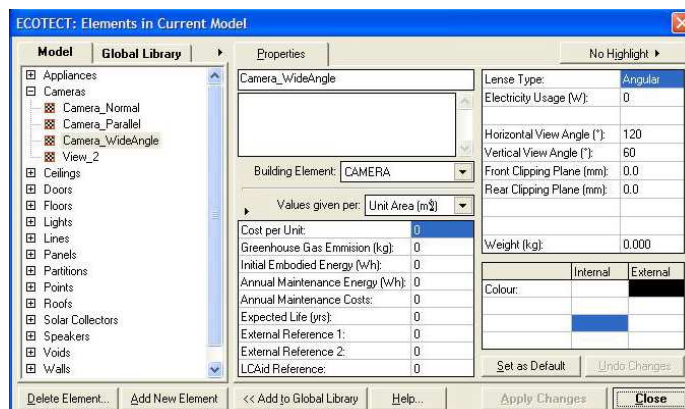 ECOTECT: Elements in Current Model
Model
Global Library
Properties
No Highlight
Appliances
Cameras
Camera_Normal
Camera_Parallel
Camera_WideAngle
View_2
Ceilings
Doors
Floors
Lights
Lines
Panels
Partitions
Points
Roofs
Solar Collectors
Speakers
Voids
Walls
Camera_WideAngle
Building Element: CAMERA
Values given per: Unit Area (m²)
Cost per Unit: 0
Greenhouse Gas Emmision (kg): 0
Initial Embodied Energy (Wh): 0
Annual Maintenance Energy (Wh): 0
Annual Maintenance Costs: 0
Expected Life (yrs): 0
External Reference 1: 0
External Reference 2: 0
LCAid Reference: 0
Lense Type: Angular
Electricity Usage (W): 0
Horizontal View Angle (°): 120
Vertical View Angle (°): 60
Front Clipping Plane (mm): 0.0
Rear Clipping Plane (mm): 0.0
Weight (kg): 0.000
Internal External
Colour:
Set as Default Undo Changes
Delete Element... Add New Element << Add to Global Library Help... Apply Changes Close